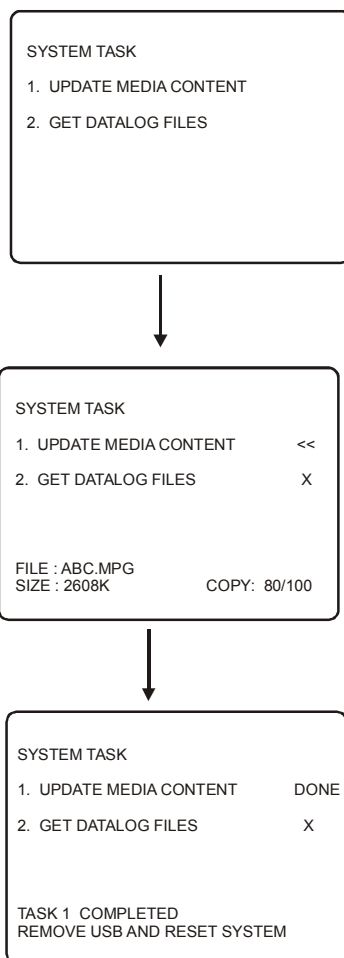 SYSTEM TASK
1. UPDATE MEDIA CONTENT
2. GET DATALOG FILES
SYSTEM TASK
1. UPDATE MEDIA CONTENT <<
2. GET DATALOG FILES X
FILE : ABC.MPG
SIZE : 2608K COPY: 80/100
SYSTEM TASK
1. UPDATE MEDIA CONTENT DONE
2. GET DATALOG FILES X
TASK 1 COMPLETED
REMOVE USB AND RESET SYSTEM